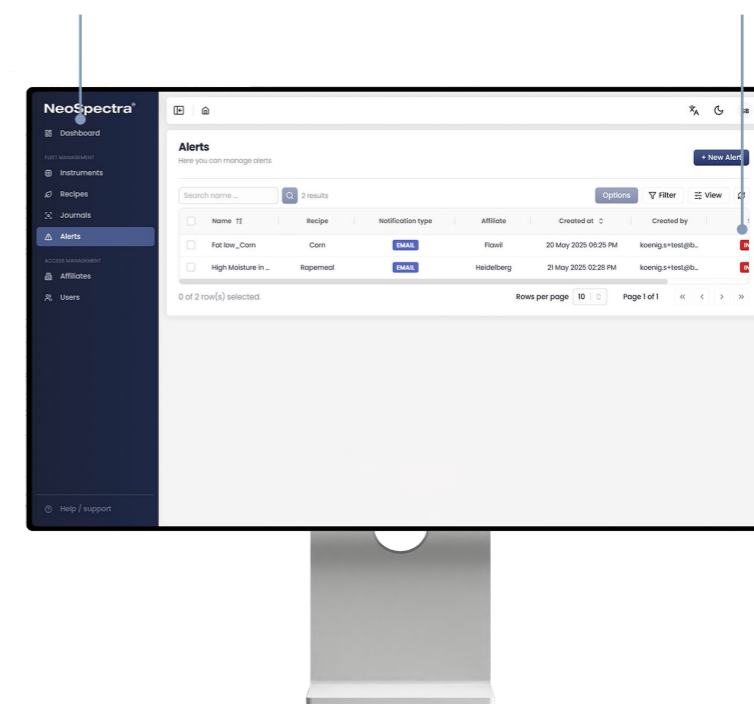 NeoSpectra®
Dashboard
FLEET MANAGEMENT
Instruments
Recipes
Journals
Alerts
ACCESS MANAGEMENT
Affiliates
Users
Help / support
Alerts
Here you can manage alerts
+ New Alert
Search name ...
2 results
Options
Filter
View
Name
Recipe
Notification type
Affiliate
Created at
Created by
Fat low_Corn
Corn
EMAIL
Flawil
20 May 2025 06:25 PM
koenig.s+test@b...
IN
High Moisture in ...
Rapemeal
EMAIL
Heidelberg
21 May 2025 02:28 PM
koenig.s+test@b...
IN
0 of 2 row(s) selected.
Rows per page
10
Page 1 of 1